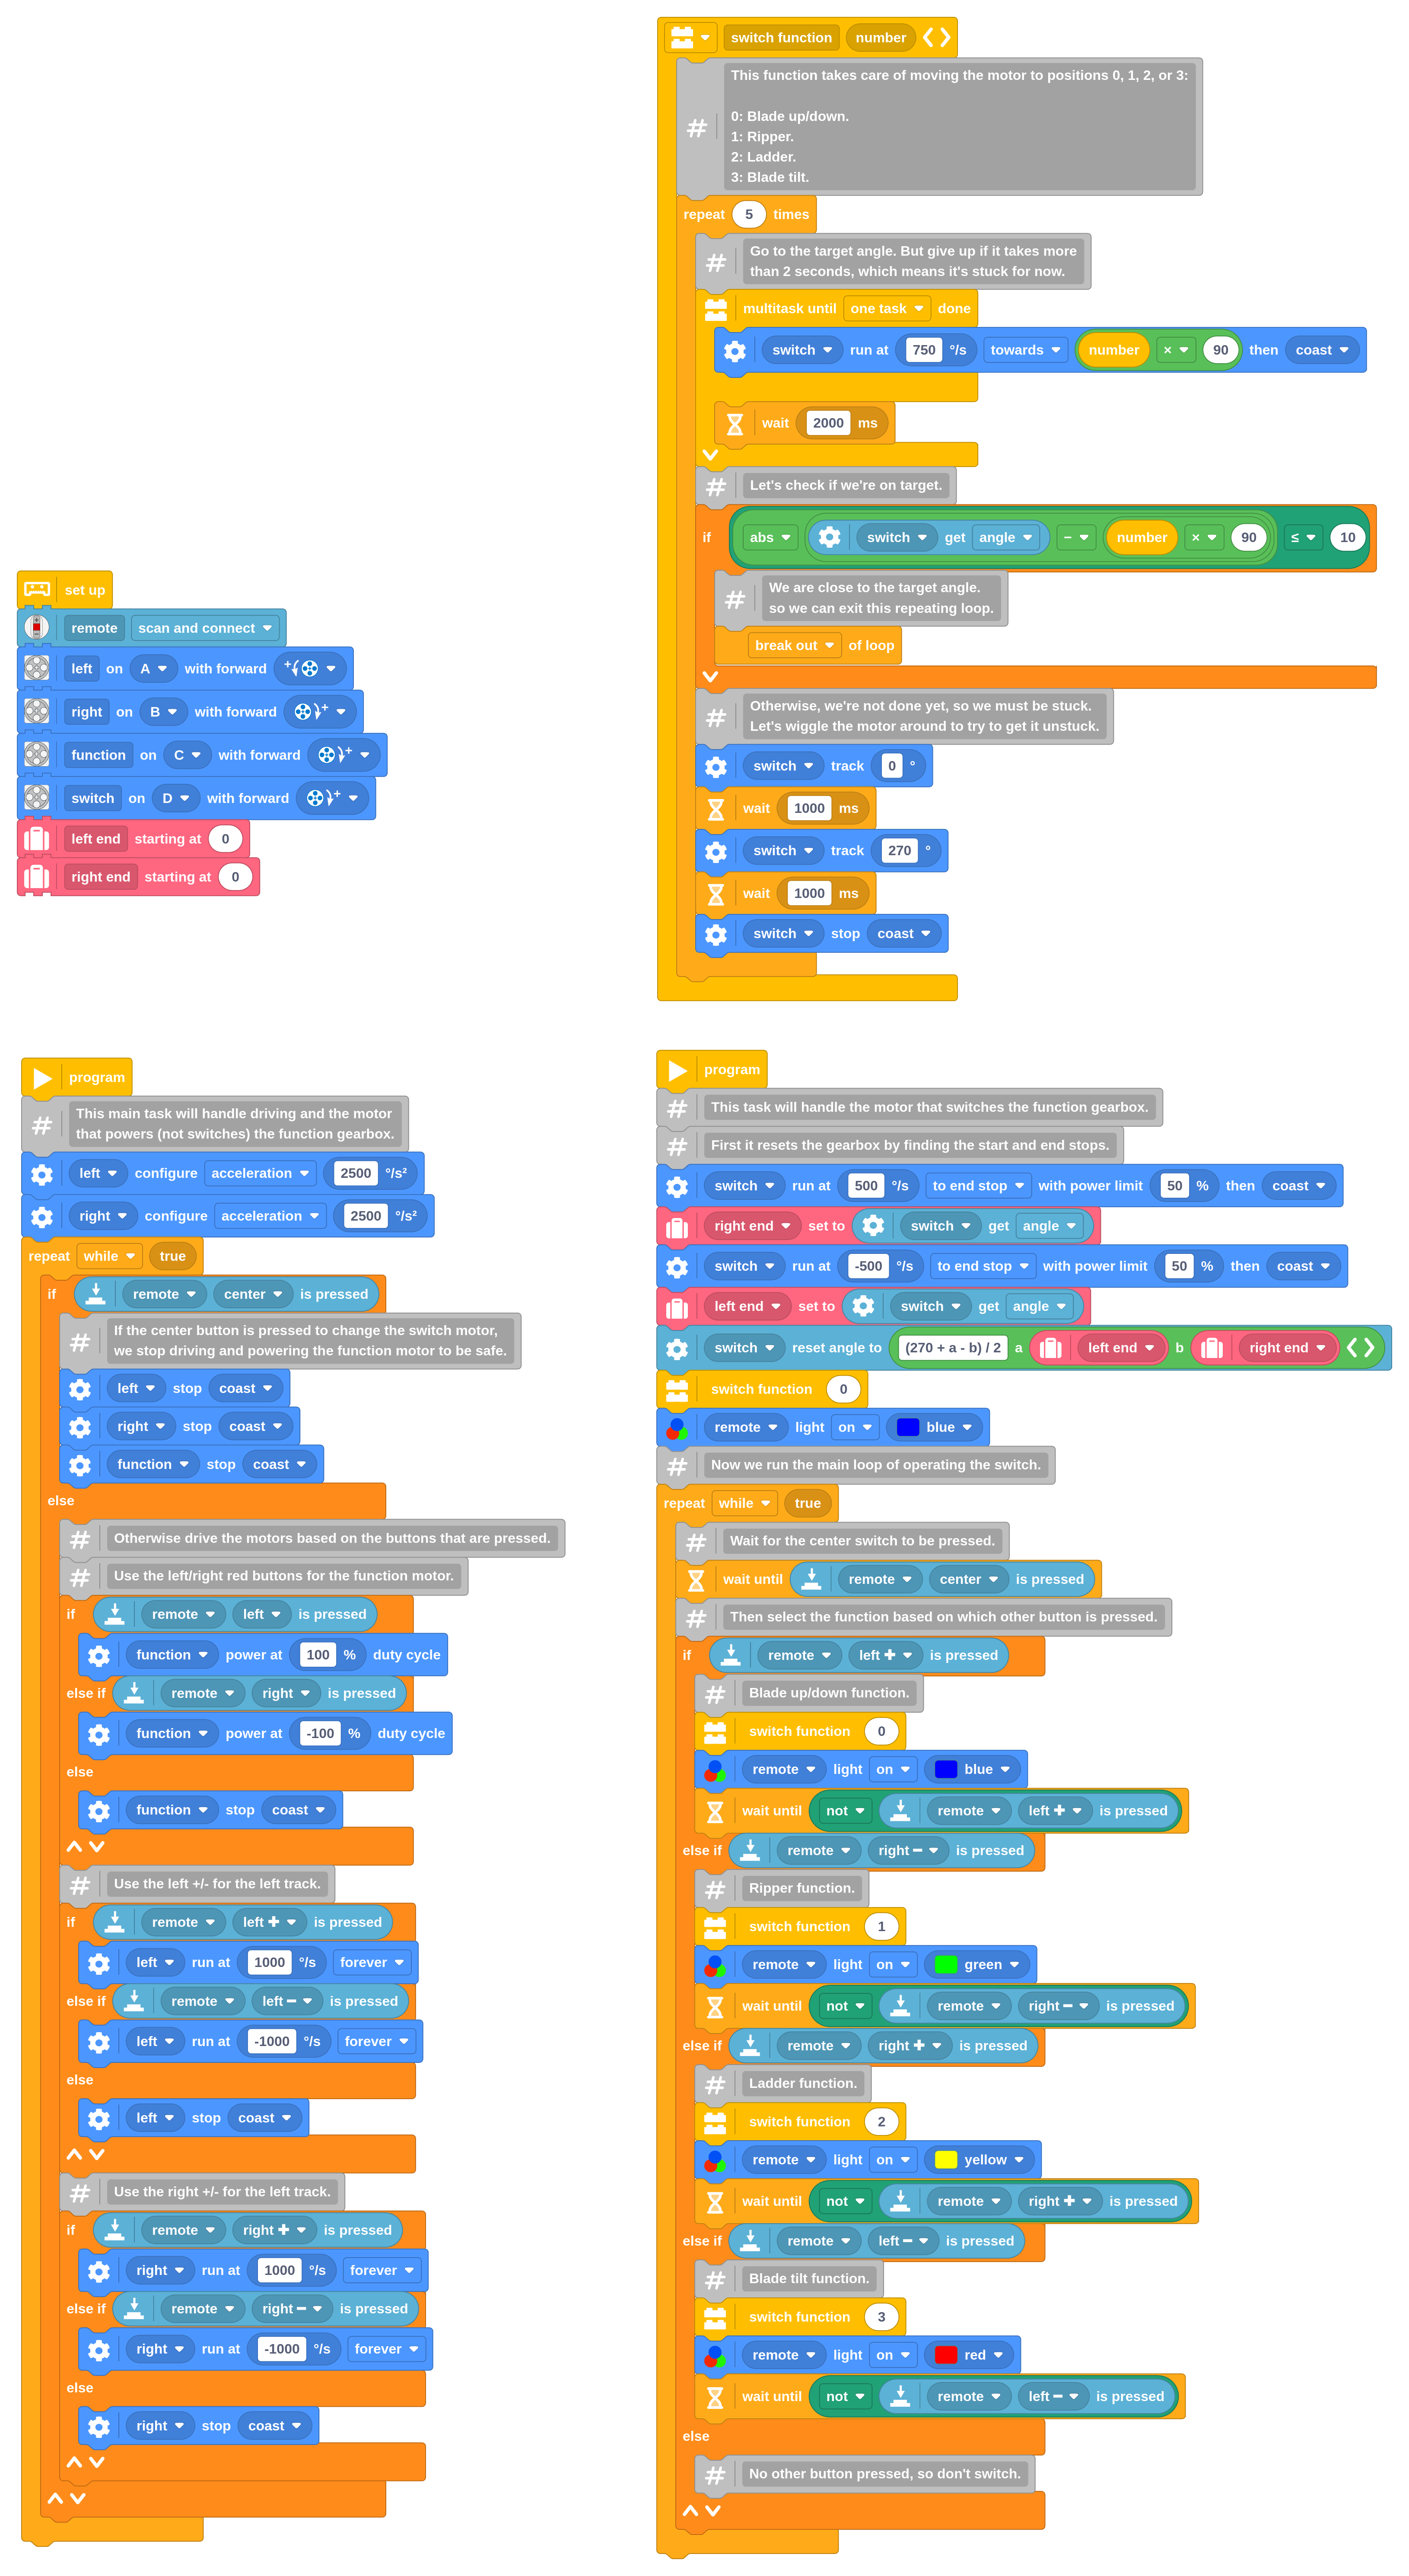 switch function number
This function takes care of moving the motor to positions 0, 1, 2, or 3:
0: Blade up/down.
1: Ripper.
2: Ladder.
3: Blade tilt.
repeat 5 times
Go to the target angle. But give up if it takes more
than 2 seconds, which means it's stuck for now.
multitask until one task done
switch run at 750 °/s towards number × 90 then coast
wait 2000 ms
Let's check if we're on target.
if abs switch get angle − number × 90 ≤ 10
We are close to the target angle.
so we can exit this repeating loop.
break out of loop
Otherwise, we're not done yet, so we must be stuck.
Let's wiggle the motor around to try to get it unstuck.
switch track 0 °
wait 1000 ms
switch track 270 °
wait 1000 ms
switch stop coast
set up
remote scan and connect
left on A with forward
right on B with forward
function on C with forward
switch on D with forward
left end starting at 0
right end starting at 0
program
This main task will handle driving and the motor
that powers (not switches) the function gearbox.
left configure acceleration 2500 °/s²
right configure acceleration 2500 °/s²
repeat while true
if remote center is pressed
If the center button is pressed to change the switch motor,
we stop driving and powering the function motor to be safe.
left stop coast
right stop coast
function stop coast
else
Otherwise drive the motors based on the buttons that are pressed.
Use the left/right red buttons for the function motor.
if remote left is pressed
function power at 100 % duty cycle
else if remote right is pressed
function power at -100 % duty cycle
else
function stop coast
Use the left +/- for the left track.
if remote left + is pressed
left run at 1000 °/s forever
else if remote left − is pressed
left run at -1000 °/s forever
else
left stop coast
Use the right +/- for the left track.
if remote right + is pressed
right run at 1000 °/s forever
else if remote right − is pressed
right run at -1000 °/s forever
else
right stop coast
program
This task will handle the motor that switches the function gearbox.
First it resets the gearbox by finding the start and end stops.
switch run at 500 °/s to end stop with power limit 50 % then coast
right end set to switch get angle
switch run at -500 °/s to end stop with power limit 50 % then coast
left end set to switch get angle
switch reset angle to (270 + a - b) / 2 a left end b right end
switch function 0
remote light on blue
Now we run the main loop of operating the switch.
repeat while true
Wait for the center switch to be pressed.
wait until remote center is pressed
Then select the function based on which other button is pressed.
if remote left + is pressed
Blade up/down function.
switch function 0
remote light on blue
wait until not remote left + is pressed
else if remote right − is pressed
Ripper function.
switch function 1
remote light on green
wait until not remote right − is pressed
else if remote right + is pressed
Ladder function.
switch function 2
remote light on yellow
wait until not remote right + is pressed
else if remote left − is pressed
Blade tilt function.
switch function 3
remote light on red
wait until not remote left − is pressed
else
No other button pressed, so don't switch.